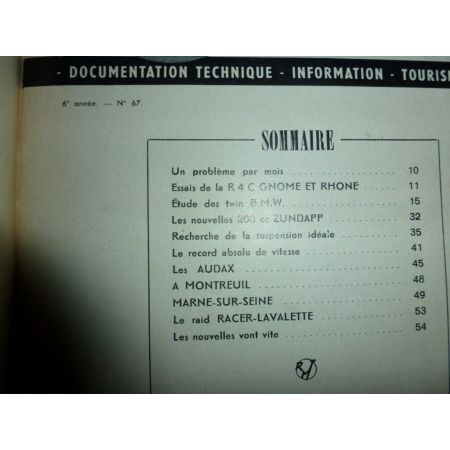 - DOCUMENTATION TECHNIQUE - INFORMATION - TOURIS
6e année. — N° 67.
SOMMAIRE
Un problème par mois 10
Essais de la R 4 C GNOME ET RHONE 11
Étude des twin B.M.W. 15
Les nouvelles 200 cc ZUNDAPP 32
Recherche de la suspension idéale 35
Le record absolu de vitesse 41
Les AUDAX 45
A MONTREUIL 48
MARNE-SUR-SEINE 49
Le raid RACER-LAVALETTE 53
Les nouvelles vont vite 54